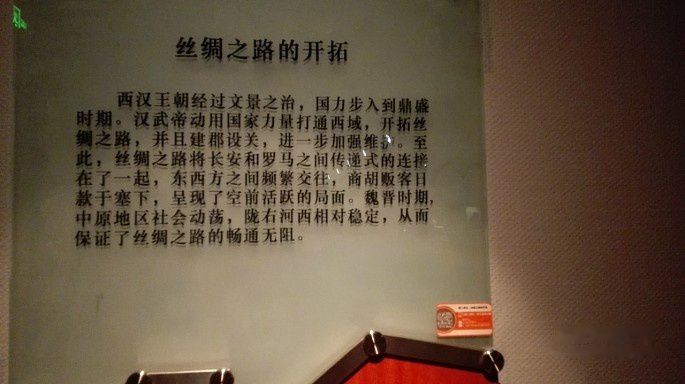 丝绸之路的开拓
西汉王朝经过文景之治，国力步入到鼎盛
时期。汉武帝动用国家力量打通西域，开拓丝
绸之路，并且建郡设关，进一步加强维护。至
此，丝绸之路将长安和罗马之间传递式的连接
在了一起，东西方之间频繁交往，商胡贩客日
款于塞下，呈现了空前活跃的局面。魏晋时期，
中原地区社会动荡，陇右河西相对稳定，从而
保证了丝绸之路的畅通无阻。